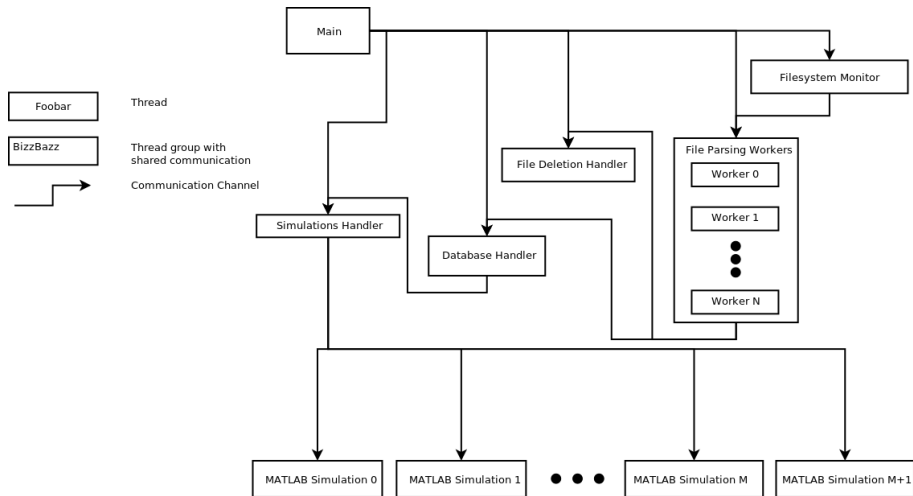 Main
Filesystem Monitor
Foobar
Thread
BizzBazz
Thread group with
shared communication
Communication Channel
File Deletion Handler
File Parsing Workers
Worker 0
Worker 1
Worker N
Simulations Handler
Database Handler
MATLAB Simulation 0
MATLAB Simulation 1
MATLAB Simulation M
MATLAB Simulation M+1